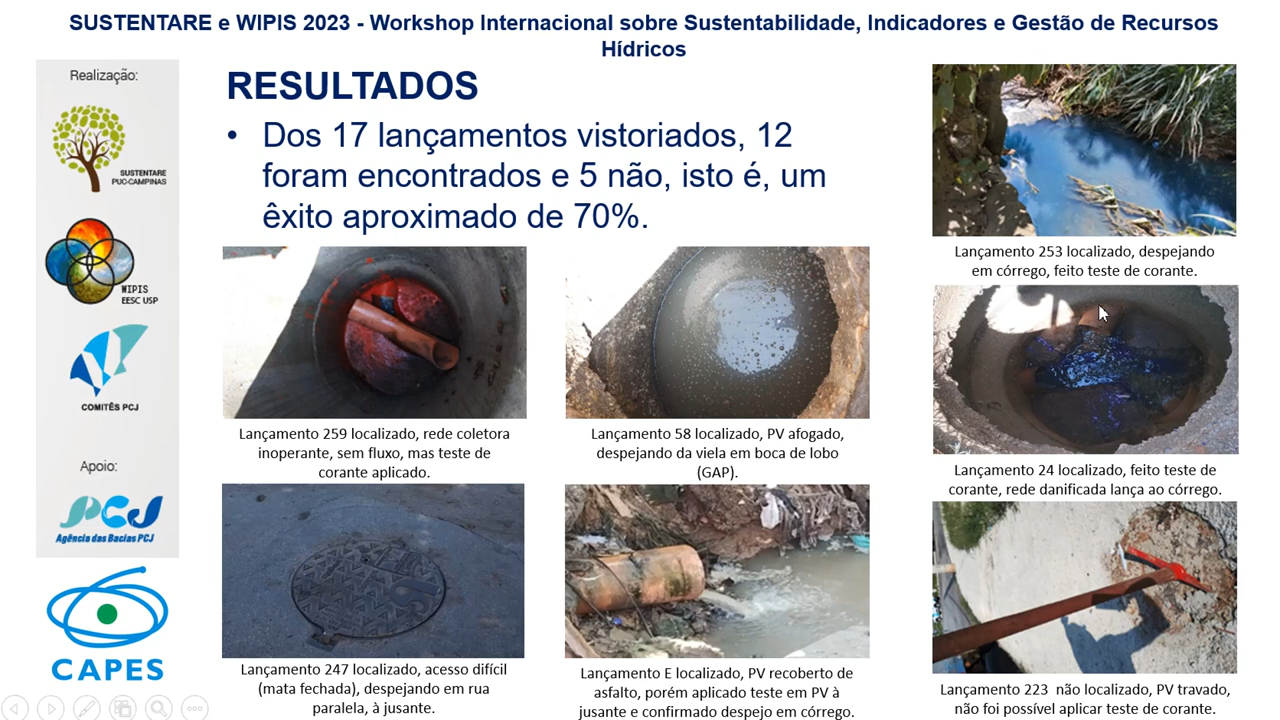 SUSTENTARE e WIPIS 2023 - Workshop Internacional sobre Sustentabilidade, Indicadores e Gestão de Recursos
Hídricos
Realização:
SUSTENTARE
PUC-CAMPINAS
WIPIS
EESC USP
COMITÊS PCJ
Apoio:
PCJ
Agência das Bacias PCJ
CAPES
RESULTADOS
• Dos 17 lançamentos vistoriados, 12
foram encontrados e 5 não, isto é, um
êxito aproximado de 70%.
Lançamento 259 localizado, rede coletora
inoperante, sem fluxo, mas teste de
corante aplicado.
Lançamento 58 localizado, PV afogado,
despejando da viela em boca de lobo
(GAP).
Lançamento 253 localizado, despejando
em córrego, feito teste de corante.
Lançamento 24 localizado, feito teste de
corante, rede danificada lança ao córrego.
Lançamento 247 localizado, acesso difícil
(mata fechada), despejando em rua
paralela, à jusante.
Lançamento E localizado, PV recoberto de
asfalto, porém aplicado teste em PV à
jusante e confirmado despejo em córrego.
Lançamento 223 não localizado, PV travado,
não foi possível aplicar teste de corante.